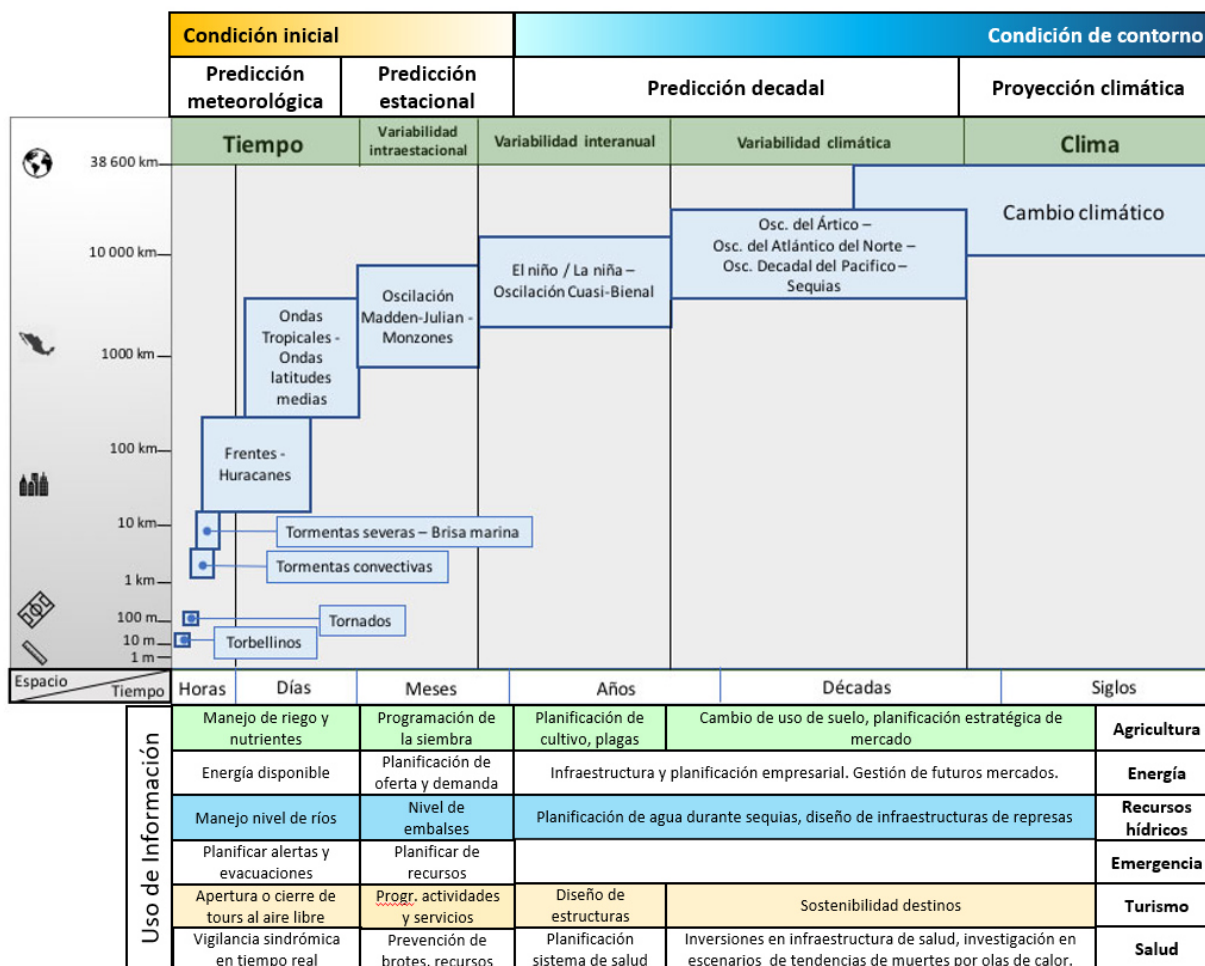 Condición inicial
Condición de contorno
Predicción
meteorológica
Predicción
estacional
Predicción decadal
Proyección climática
Tiempo
Variabilidad
intraestacional
Variabilidad interanual
Variabilidad climática
Clima
38 600 km
10 000 km
1000 km
100 km
10 km
1 km
100 m
10 m
1 m
Cambio climático
Osc. del Ártico –
Osc. del Atlántico del Norte –
Osc. Decadal del Pacifico –
Sequias
El niño / La niña –
Oscilación Cuasi-Bienal
Oscilación
Madden-Julian -
Monzones
Ondas
Tropicales -
Ondas
latitudes
medias
Frentes -
Huracanes
Tormentas severas – Brisa marina
Tormentas convectivas
Tornados
Torbellinos
Espacio
Tiempo
Horas
Días
Meses
Años
Décadas
Siglos
Uso de Información
Manejo de riego y
nutrientes
Programación de
la siembra
Planificación de
cultivo, plagas
Cambio de uso de suelo, planificación estratégica de
mercado
Agricultura
Energía disponible
Planificación de
oferta y demanda
Infraestructura y planificación empresarial. Gestión de futuros mercados.
Energía
Manejo nivel de ríos
Nivel de
embalses
Planificación de agua durante sequias, diseño de infraestructuras de represas
Recursos
hídricos
Planificar alertas y
evacuaciones
Planificar de
recursos
Emergencia
Apertura o cierre de
tours al aire libre
Progr. actividades
y servicios
Diseño de
estructuras
Sostenibilidad destinos
Turismo
Vigilancia sindrómica
en tiempo real
Prevención de
brotes, recursos
Planificación
sistema de salud
Inversiones en infraestructura de salud, investigación en
escenarios de tendencias de muertes por olas de calor.
Salud